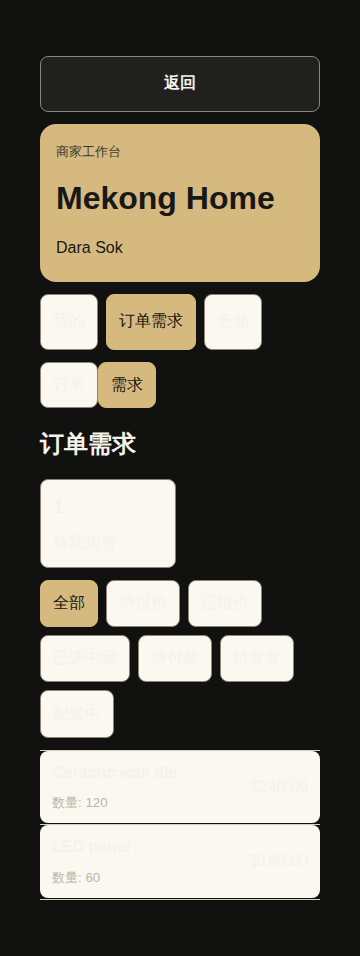 返回
商家工作台
Mekong Home
Dara Sok
我的 订单需求 仓储
订单 需求
订单需求
1
待我报价
全部 待报价 已报价
已选中我 待付款 待发货
配送中
Ceramic wall tile
$240.00
数量: 120
LED panel
$180.00
数量: 60